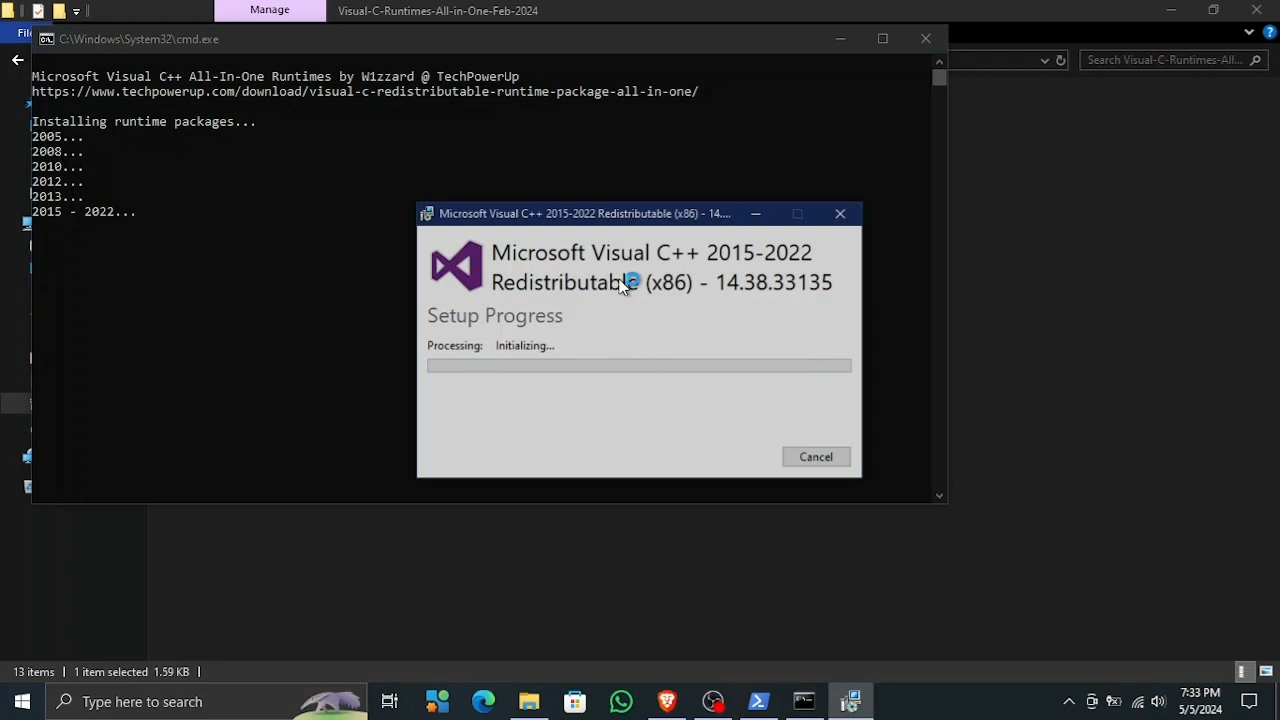 Manage
Visual-C-Runtimes-All-in-One-Feb-2024
File
C:\Windows\System32\cmd.exe
Search Visual-C-Runtimes-All...
Microsoft Visual C++ All-In-One Runtimes by W1zzard @ TechPowerUp
https://www.techpowerup.com/download/visual-c-redistributable-runtime-package-all-in-one/
Installing runtime packages...
2005...
2008...
2010...
2012...
2013...
2015 - 2022...
Microsoft Visual C++ 2015-2022 Redistributable (x86) - 14....
Microsoft Visual C++ 2015-2022
Redistributable (x86) - 14.38.33135
Setup Progress
Processing: Initializing...
Cancel
13 items
1 item selected 1.59 KB
Type here to search
7:33 PM
5/5/2024